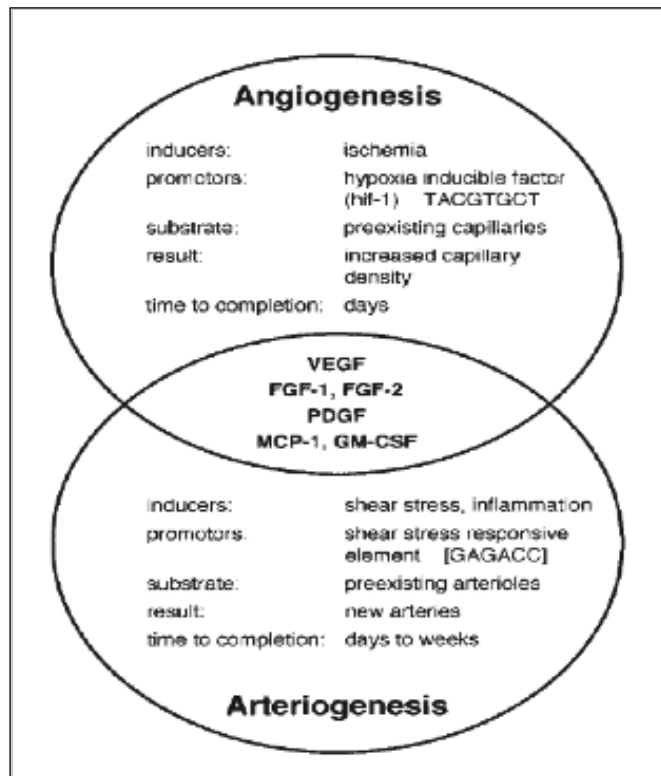 Angiogenesis
inducers: ischemia
promotors: hypoxia inducible factor
(hif-1) TACGTGCT
substrate: preexisting capillaries
result: increased capillary
density
time to completion: days
VEGF
FGF-1, FGF-2
PDGF
MCP-1, GM-CSF
inducers: shear stress, inflammation
promotors: shear stress responsive
element [GAGACC]
substrate: preexisting arterioles
result: new arteries
time to completion: days to weeks
Arteriogenesis